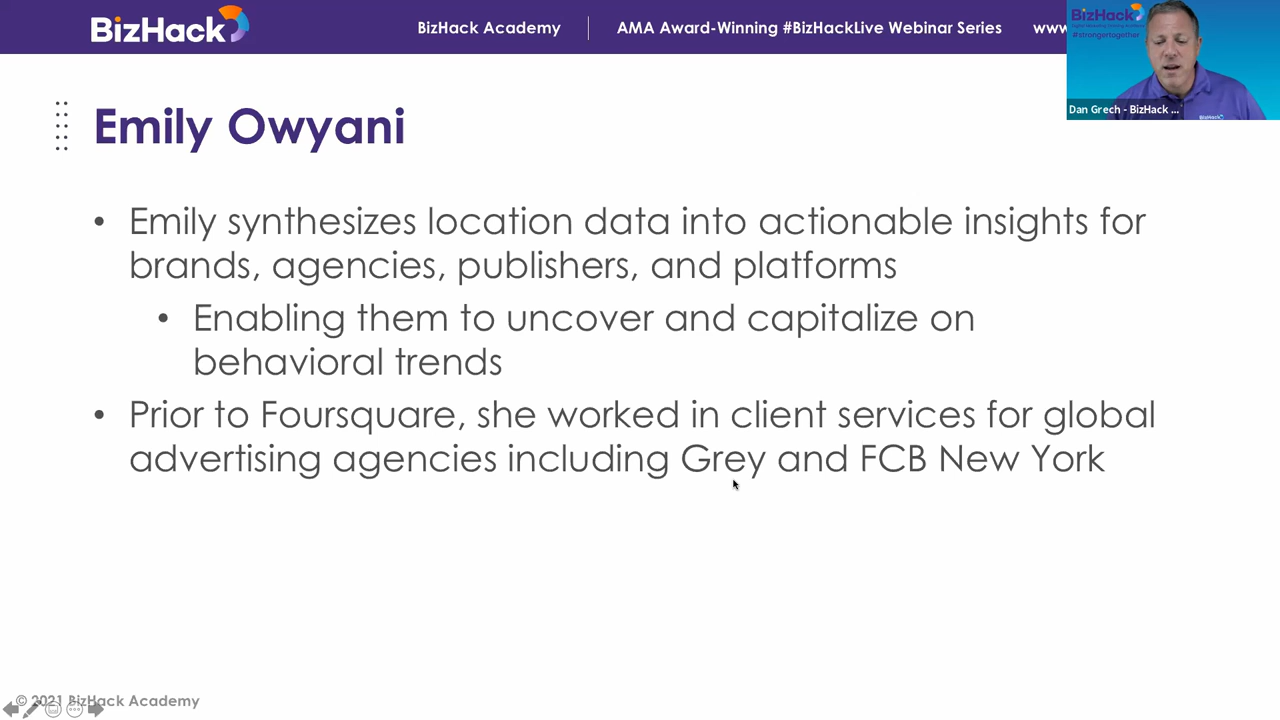 BizHack
BizHack Academy
AMA Award-Winning #BizHackLive Webinar Series
www
BizHack
#strongertogether
Dan Grech - BizHack ...
Emily Owyani
• Emily synthesizes location data into actionable insights for
brands, agencies, publishers, and platforms
• Enabling them to uncover and capitalize on
behavioral trends
• Prior to Foursquare, she worked in client services for global
advertising agencies including Grey and FCB New York
© 2021 BizHack Academy